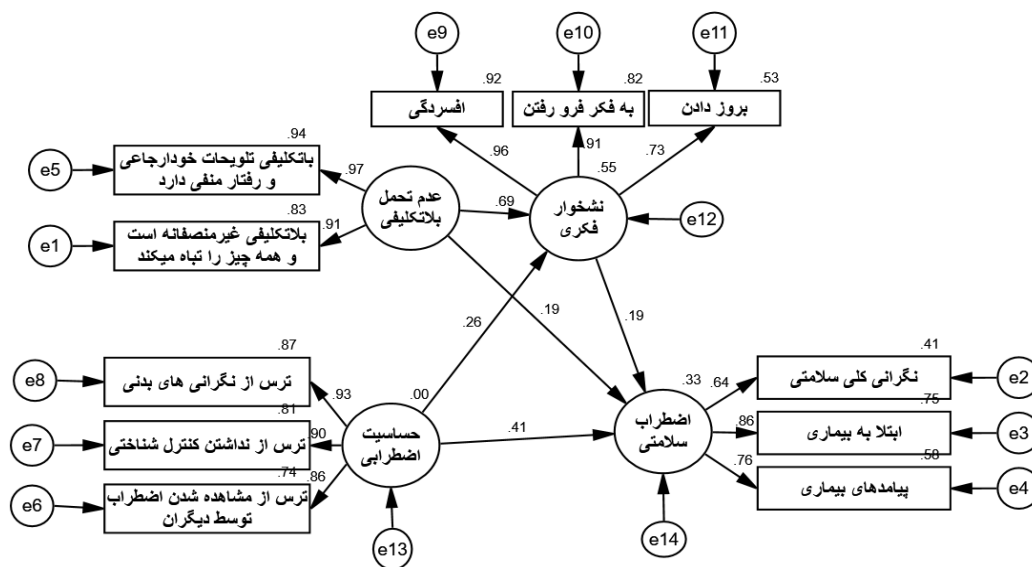 e9
e10
e11
.92
.82
.53
افسردگی
به فکر فرو رفتن
بروز دادن
.96
.91
.73
.55
e5
.94
باتکلیفی تلویحات خودارجاعی
و رفتار منفی دارد
.97
عدم تحمل
بلاتکلیفی
.69
نشخوار
فکری
e12
e1
.83
بلاتکلیفی غیرمنصفانه است
و همه چیز را تباه میکند
.91
.26
.19
.19
e8
.87
ترس از نگرانی های بدنی
.93
e7
.81
ترس از نداشتن کنترل شناختی
.90
e6
.74
ترس از مشاهده شدن اضطراب
توسط دیگران
.86
.00
حساسیت
اضطرابی
e13
.41
.33
اضطراب
سلامتی
e14
.64
.41
نگرانی کلی سلامتی
e2
.86
.75
ابتلا به بیماری
e3
.76
.58
پیامدهای بیماری
e4